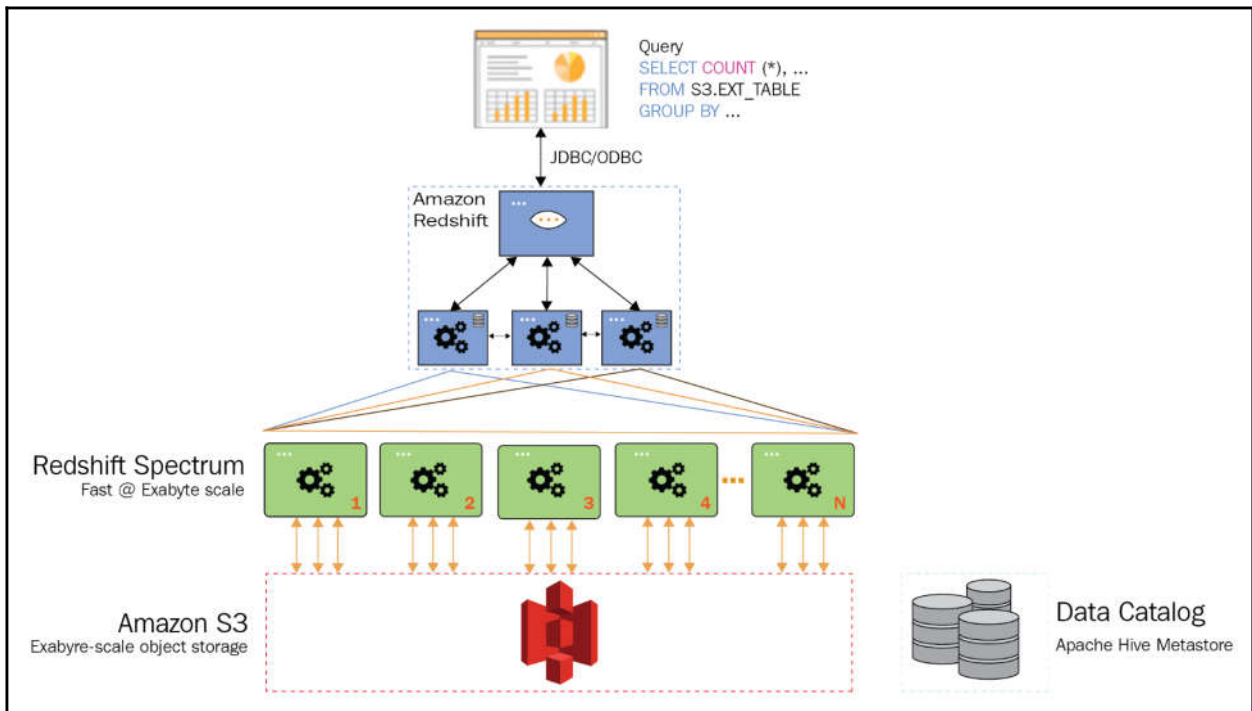 Query
SELECT COUNT (*), ...
FROM S3.EXT_TABLE
GROUP BY ...
JDBC/ODBC
Amazon
Redshift
Redshift Spectrum
Fast @ Exabyte scale
1
2
3
4
N
Amazon S3
Exabyre-scale object storage
Data Catalog
Apache Hive Metastore